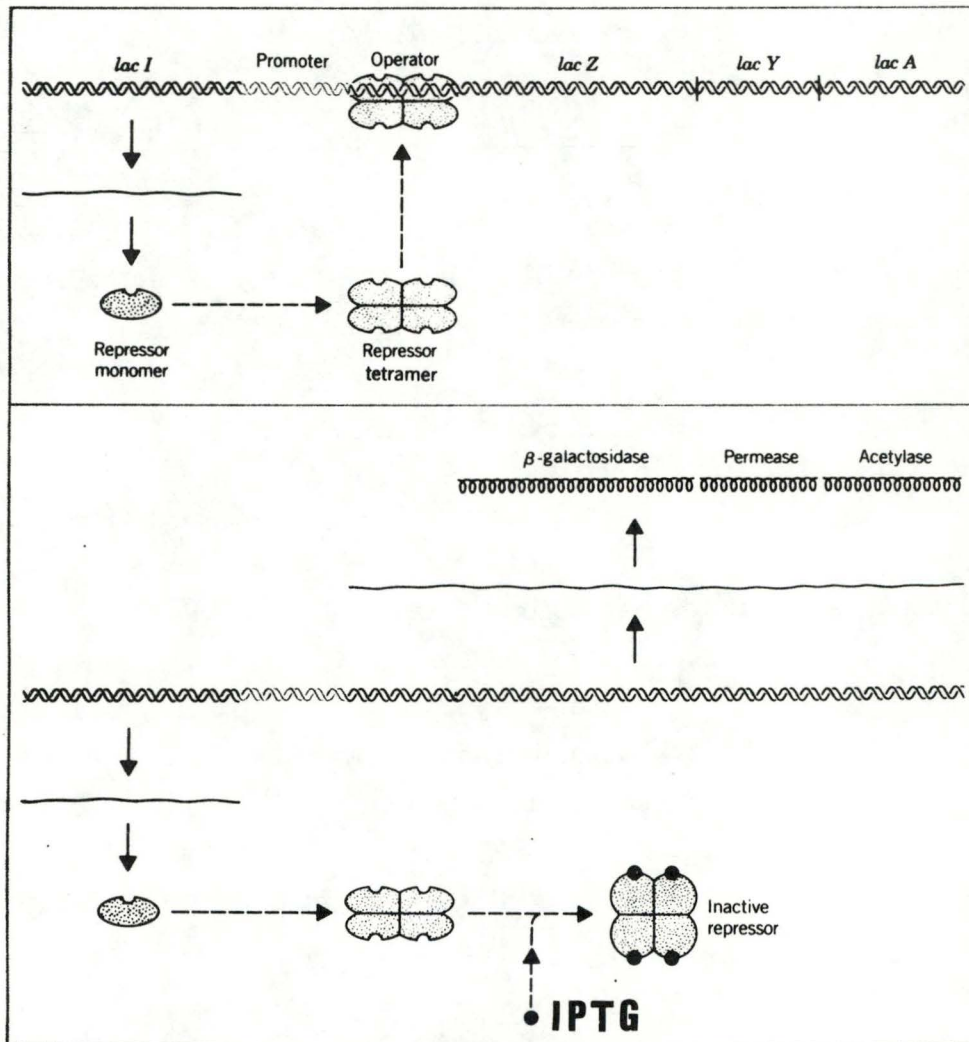 lac I Promoter Operator lac Z lac Y lac A
Repressor
monomer
Repressor
tetramer
β-galactosidase Permease Acetylase
Inactive
repressor
IPTG